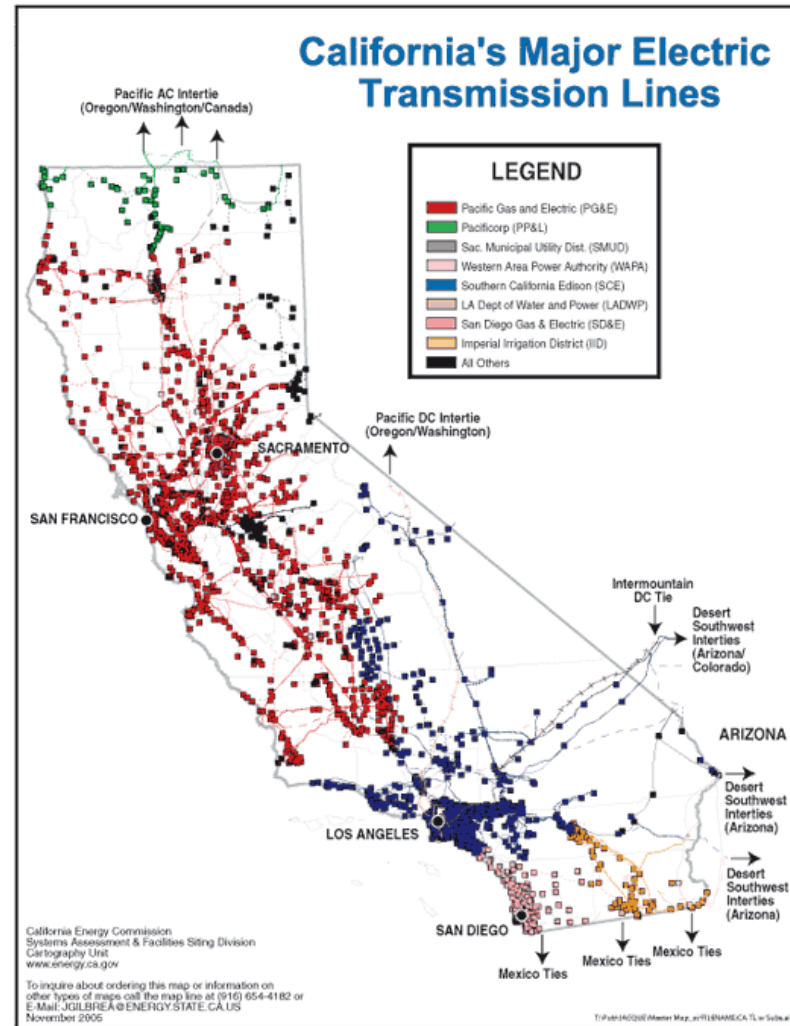 California's Major Electric
Transmission Lines
Pacific AC Intertie
(Oregon/Washington/Canada)
LEGEND
Pacific Gas and Electric (PG&E)
Pacificorp (PP&L)
Sac. Municipal Utility Dist. (SMUD)
Western Area Power Authority (WAPA)
Southern California Edison (SCE)
LA Dept of Water and Power (LADWP)
San Diego Gas & Electric (SD&E)
Imperial Irrigation District (IID)
All Others
Pacific DC Intertie
(Oregon/Washington)
SACRAMENTO
SAN FRANCISCO
Intermountain
DC Tie
Desert
Southwest
Interties
(Arizona/
Colorado)
ARIZONA
Desert
Southwest
Interties
(Arizona)
LOS ANGELES
Desert
Southwest
Interties
(Arizona)
SAN DIEGO
Mexico Ties
Mexico Ties
Mexico Ties
California Energy Commission
Systems Assessment & Facilities Siting Division
Cartography Unit
www.energy.ca.gov
To inquire about ordering this map or information on
other types of maps call the map line at (916) 654-4182 or
E-Mail: JGILBREA@ENERGY.STATE.CA.US
November 2005